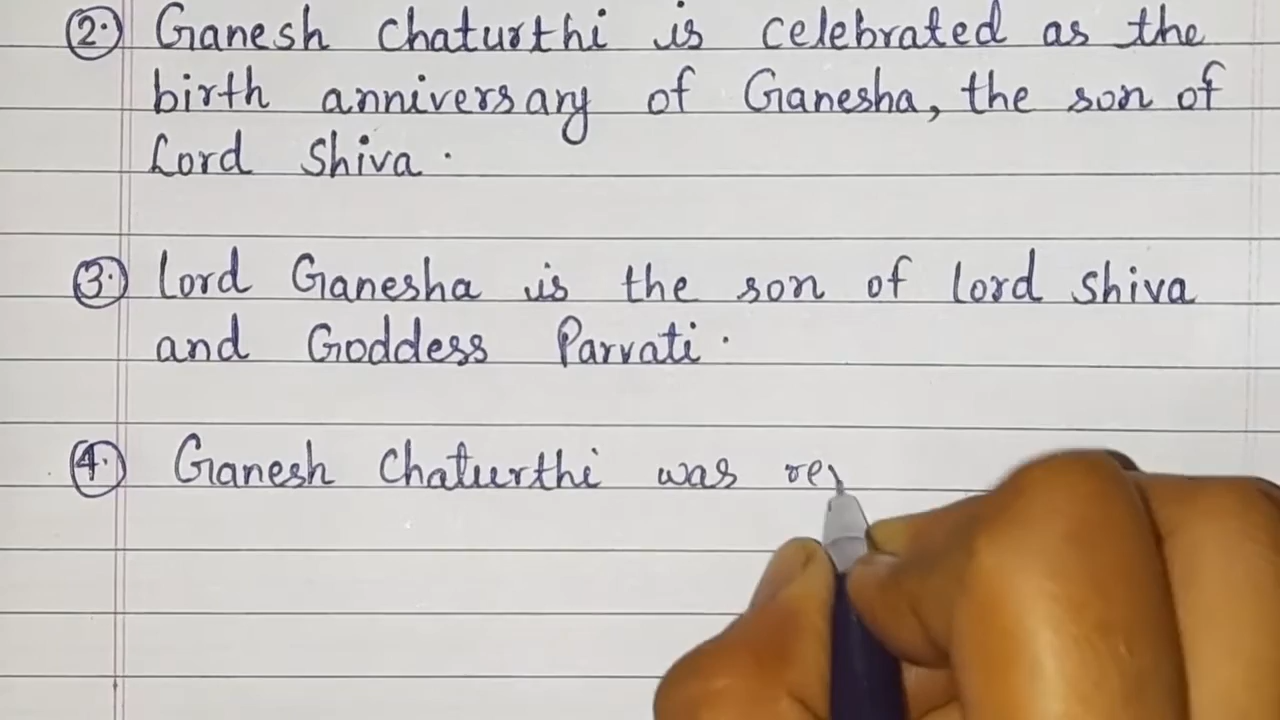 2. Ganesh Chaturthi is celebrated as the
birth anniversary of Ganesha, the son of
Lord Shiva.
3. Lord Ganesha is the son of lord Shiva
and Goddess Parvati.
4. Ganesh Chaturthi was